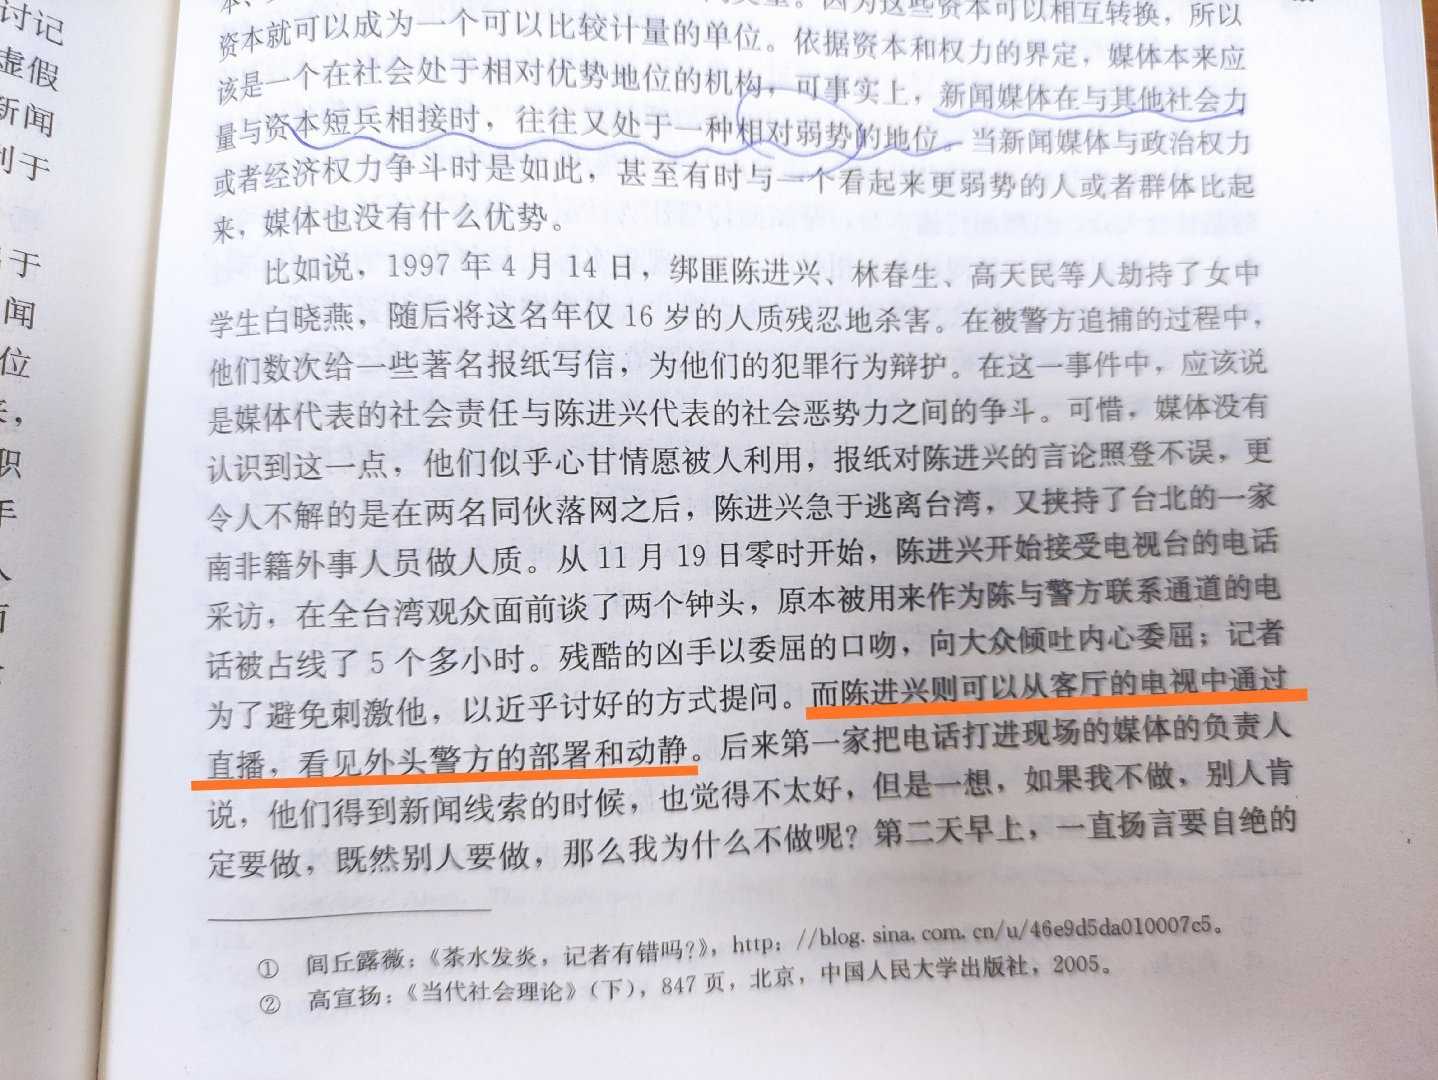 讨记
虚假
新闻
利于
于
闻
位
职
手
人
资本就可以成为一个可以比较计量的单位。依据资本和权力的界定，媒体本来应
该是一个在社会处于相对优势地位的机构，可事实上，新闻媒体在与其他社会力
量与资本短兵相接时，往往又处于一种相对弱势的地位。当新闻媒体与政治权力
或者经济权力争斗时是如此，甚至有时与一个看起来更弱势的人或者群体比起
来，媒体也没有什么优势。
比如说，1997 年 4 月 14 日，绑匪陈进兴、林春生、高天民等人劫持了女中
学生白晓燕，随后将这名年仅 16 岁的人质残忍地杀害。在被警方追捕的过程中，
他们数次给一些著名报纸写信，为他们的犯罪行为辩护。在这一事件中，应该说
是媒体代表的社会责任与陈进兴代表的社会恶势力之间的争斗。可惜，媒体没有
认识到这一点，他们似乎心甘情愿被人利用，报纸对陈进兴的言论照登不误，更
令人不解的是在两名同伙落网之后，陈进兴急于逃离台湾，又挟持了台北的一家
南非籍外事人员做人质。从 11 月 19 日零时开始，陈进兴开始接受电视台的电话
采访，在全台湾观众面前谈了两个钟头，原本被用来作为陈与警方联系通道的电
话被占线了 5 个多小时。残酷的凶手以委屈的口吻，向大众倾吐内心委屈；记者
为了避免刺激他，以近乎讨好的方式提问。而陈进兴则可以从客厅的电视中通过
直播，看见外头警方的部署和动静。后来第一家把电话打进现场的媒体的负责人
说，他们得到新闻线索的时候，也觉得不太好，但是一想，如果我不做，别人肯
定要做，既然别人要做，那么我为什么不做呢？第二天早上，一直扬言要自绝的
① 闾丘露薇：《茶水发炎，记者有错吗？》，http: //blog. sina. com. cn/u/46e9d5da010007c5。
② 高宣扬：《当代社会理论》（下），847 页，北京，中国人民大学出版社，2005。